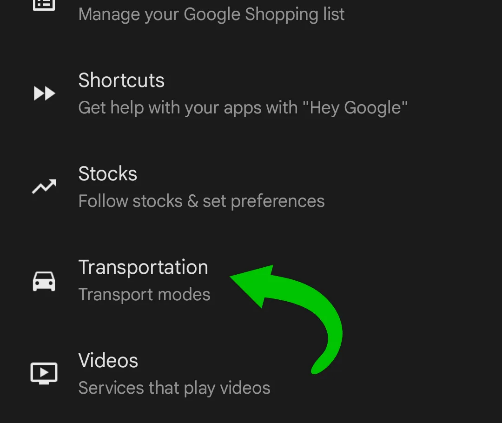 Manage your Google Shopping list
Shortcuts
Get help with your apps with "Hey Google"
Stocks
Follow stocks & set preferences
Transportation
Transport modes
Videos
Services that play videos